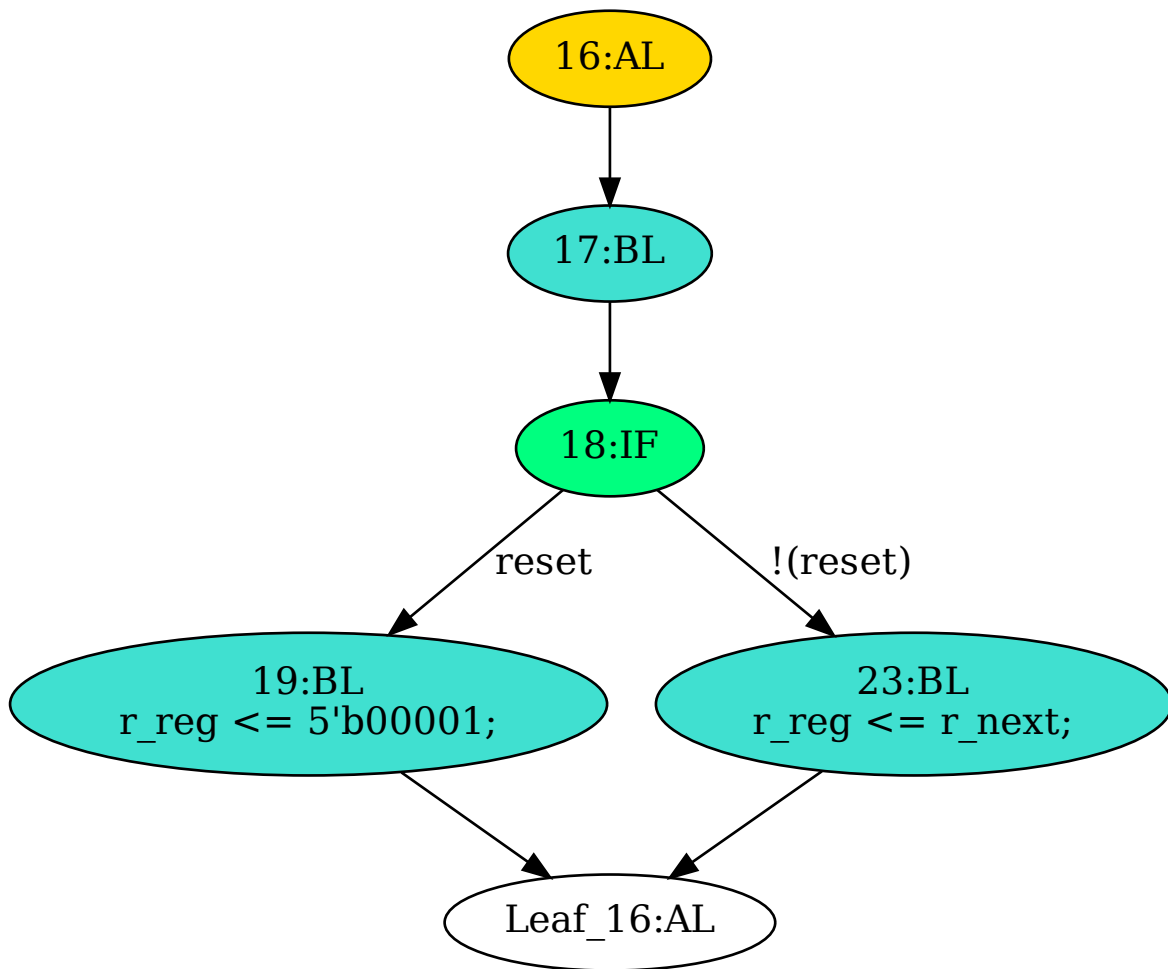 16:AL
17:BL
18:IF
reset
!(reset)
19:BL
r_reg <= 5'b00001;
23:BL
r_reg <= r_next;
Leaf_16:AL